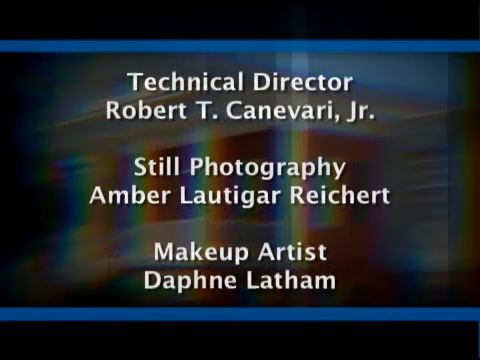 Technical Director
Robert T. Canevari, Jr.
Still Photography
Amber Lautigar Reichert
Makeup Artist
Daphne Latham